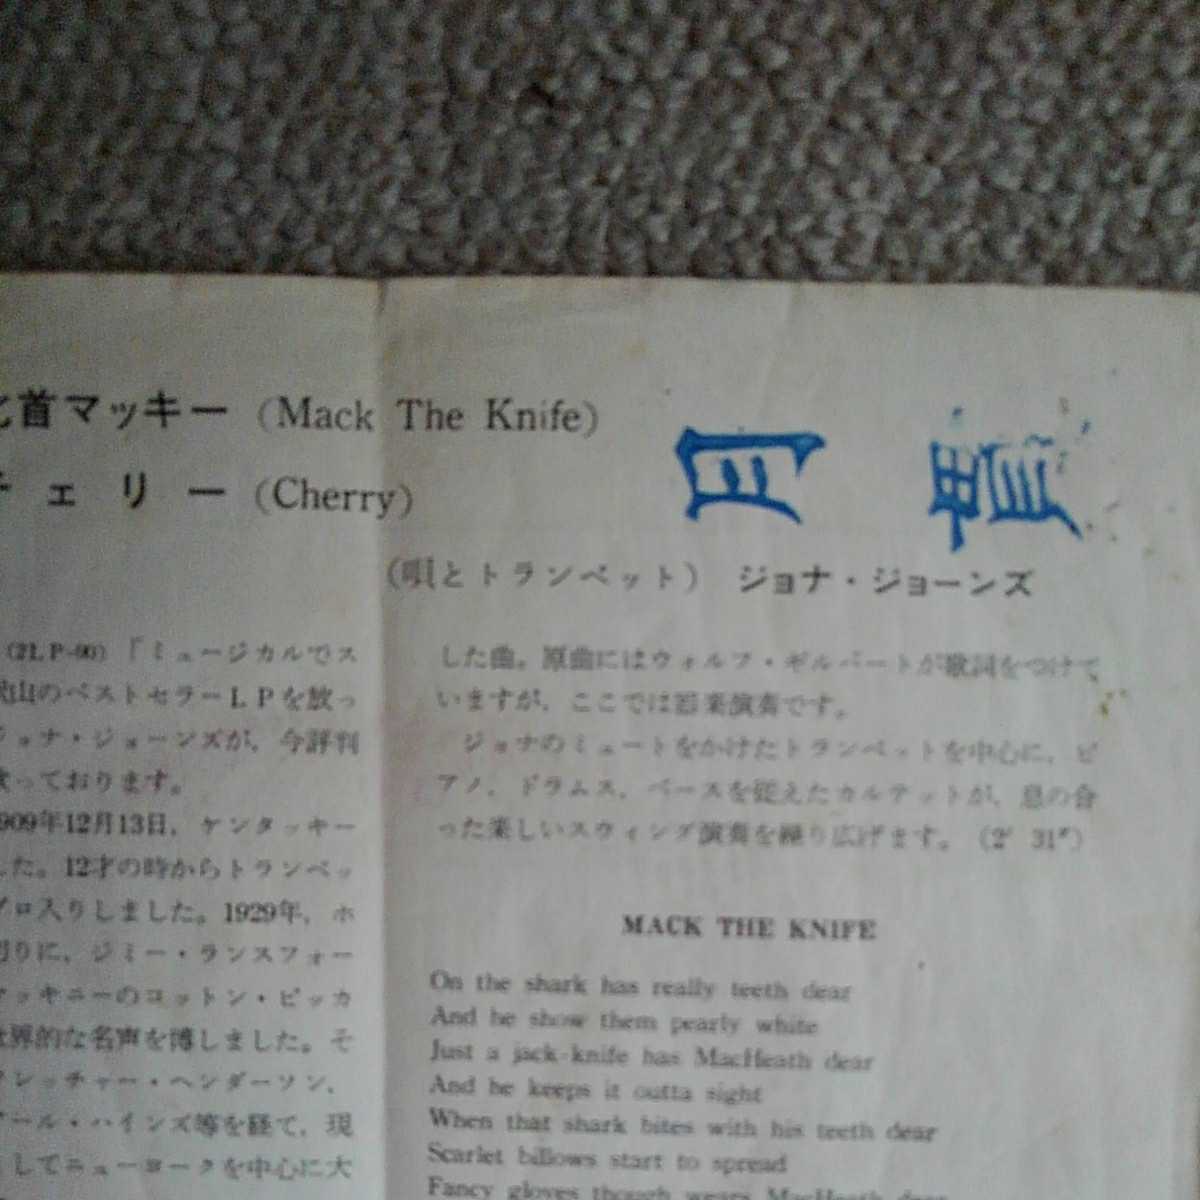 首マッキー (Mack The Knife)
チェリー (Cherry)
(唄とトランペット) ジョナ・ジョーンズ
「ミュージカルでス
山のベストセラーLPを放っ
ジョナ・ジョーンズが、今評判
歌っております。
909年12月13日、ケンタッキー
した。12才の時からトランペッ
プロ入りしました。1929年、ホ
切りに、ジミー・ランスフォー
マッキニーのコットン・ピッカ
世界的な名声を博しました。そ
フレッチャー・ヘンダーソン、
アール・ハインズ等を経て、現
としてニューヨークを中心に大
した曲。原曲にはウォルフ・ギルバートが歌詞をつけて
いますが、ここでは器楽演奏です。
ジョナのミュートをかけたトランペットを中心に、ピ
アノ、ドラムス、ベースを従えたカルテットが、息の合
った楽しいスウィング演奏を繰り広げます。(2′31″)
MACK THE KNIFE
On the shark has really teeth dear
And he show them pearly white
Just a jack-knife has MacHeath dear
And he keeps it outta sight
When that shark bites with his teeth dear
Scarlet billows start to spread
Fancy gloves though wears MacHeath dear